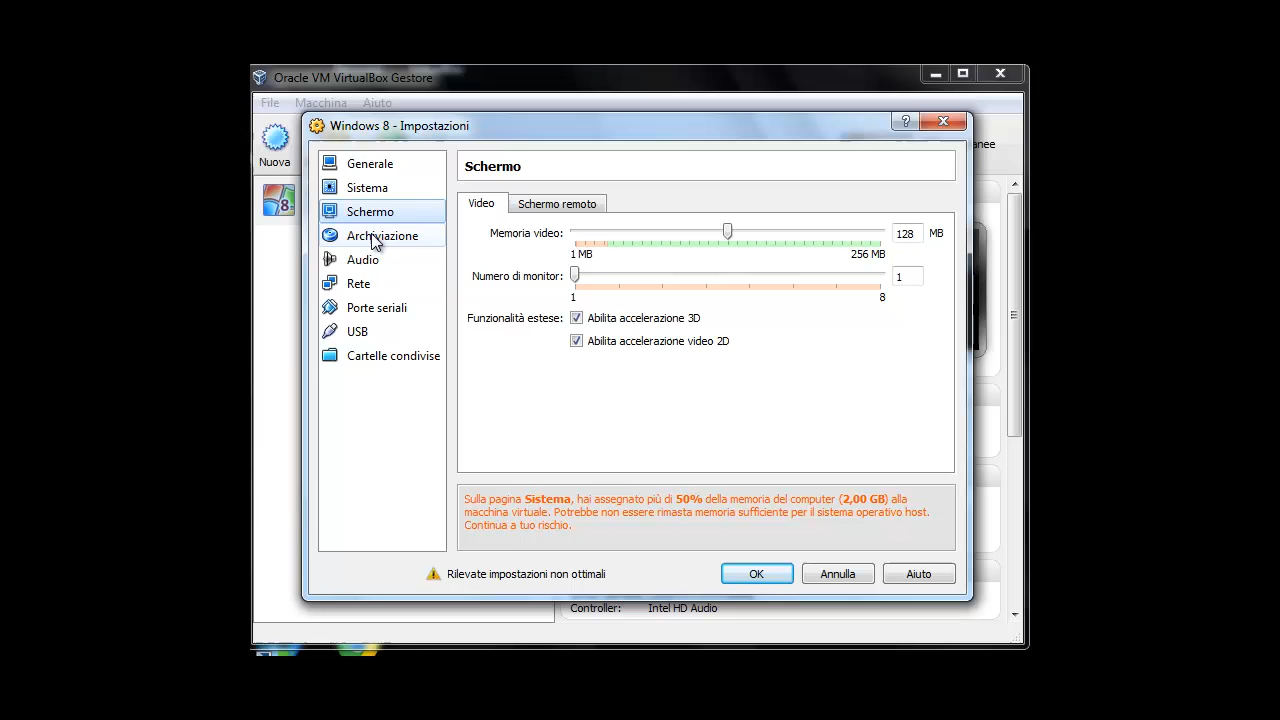 Oracle VM VirtualBox Gestore
File Macchina Aiuto
Windows 8 - Impostazioni
Nuova
anee
8
Generale
Sistema
Schermo
Archiviazione
Audio
Rete
Porte seriali
USB
Cartelle condivise
Schermo
Video Schermo remoto
Memoria video: 128 MB
1 MB 256 MB
Numero di monitor: 1
1 8
Funzionalità estese: Abilita accelerazione 3D
Abilita accelerazione video 2D
Sulla pagina Sistema, hai assegnato più di 50% della memoria del computer (2,00 GB) alla
macchina virtuale. Potrebbe non essere rimasta memoria sufficiente per il sistema operativo host.
Continua a tuo rischio.
Rilevate impostazioni non ottimali
OK Annulla Aiuto
Controller: Intel HD Audio